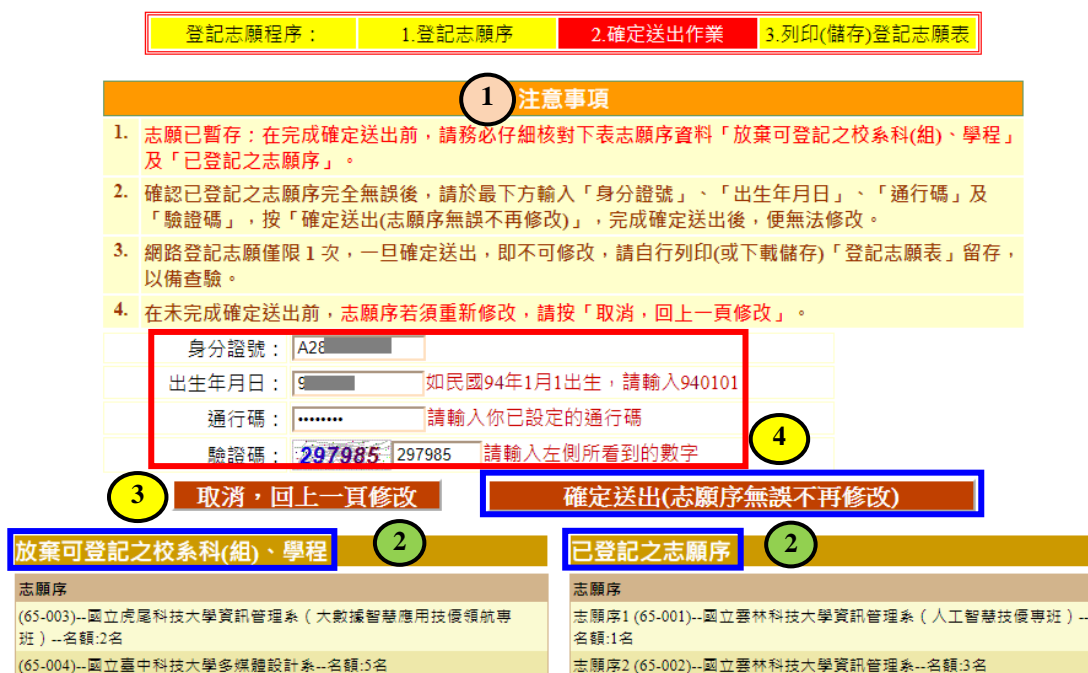 登記志願程序： 1.登記志願序 2.確定送出作業 3.列印(儲存)登記志願表
1 注意事項
1. 志願已暫存：在完成確定送出前，請務必仔細核對下表志願序資料「放棄可登記之校系科(組)、學程」
及「已登記之志願序」。
2. 確認已登記之志願序完全無誤後，請於最下方輸入「身分證號」、「出生年月日」、「通行碼」及
「驗證碼」，按「確定送出(志願序無誤不再修改)」，完成確定送出後，便無法修改。
3. 網路登記志願僅限 1 次，一旦確定送出，即不可修改，請自行列印(或下載儲存)「登記志願表」留存，
以備查驗。
4. 在未完成確定送出前，志願序若須重新修改，請按「取消，回上一頁修改」。
身分證號： A28
出生年月日： 9 如民國94年1月1出生，請輸入940101
通行碼： •••••••• 請輸入你已設定的通行碼
驗證碼： 297985 297985 請輸入左側所看到的數字
4
3 取消，回上一頁修改 確定送出(志願序無誤不再修改)
放棄可登記之校系科(組)、學程 2
志願序
(65-003)--國立虎尾科技大學資訊管理系（大數據智慧應用技優領航專
班）--名額:2名
(65-004)--國立臺中科技大學多媒體設計系--名額:5名
已登記之志願序 2
志願序
志願序1 (65-001)--國立雲林科技大學資訊管理系（人工智慧技優專班）--
名額:1名
志願序2 (65-002)--國立雲林科技大學資訊管理系--名額:3名